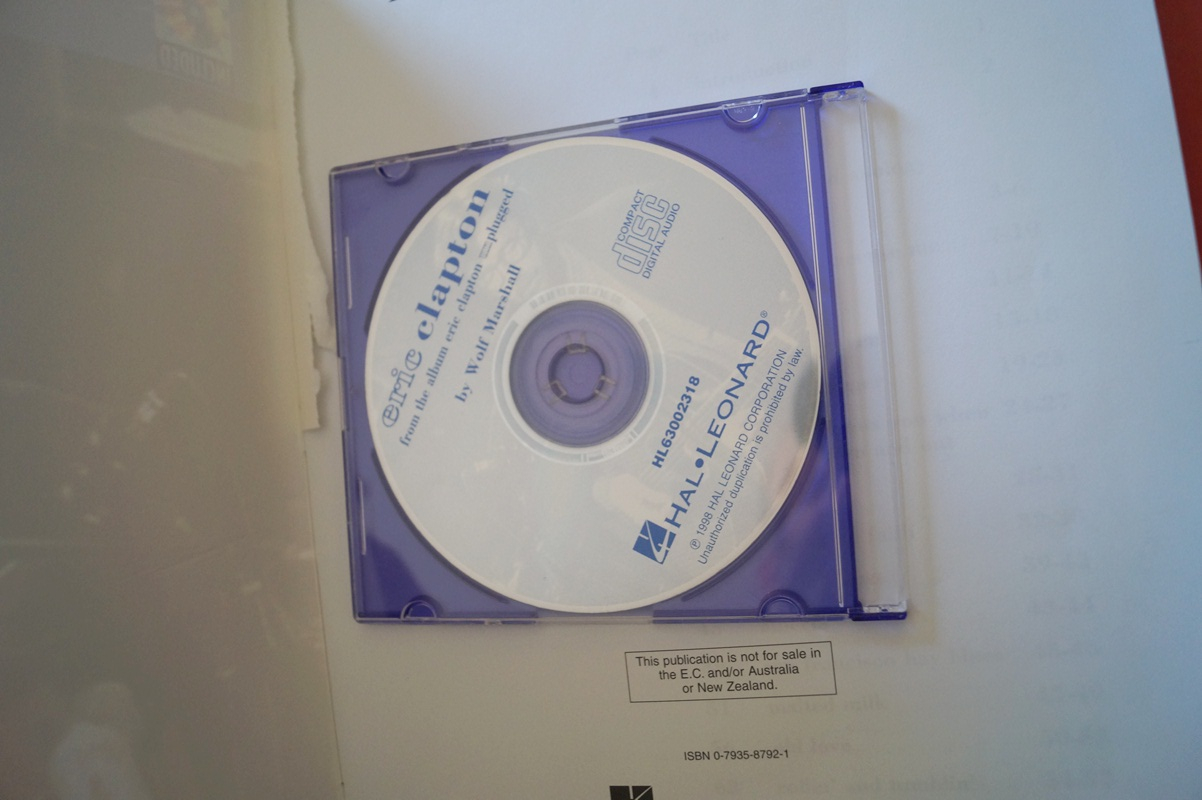 eric clapton
from the album eric clapton unplugged
by Wolf Marshall
COMPACT
disc
DIGITAL AUDIO
HL63002318
HAL•LEONARD®
℗ 1998 HAL LEONARD CORPORATION
Unauthorized duplication is prohibited by law.
This publication is not for sale in
the E.C. and/or Australia
or New Zealand.
ISBN 0-7935-8792-1
INCLUDED